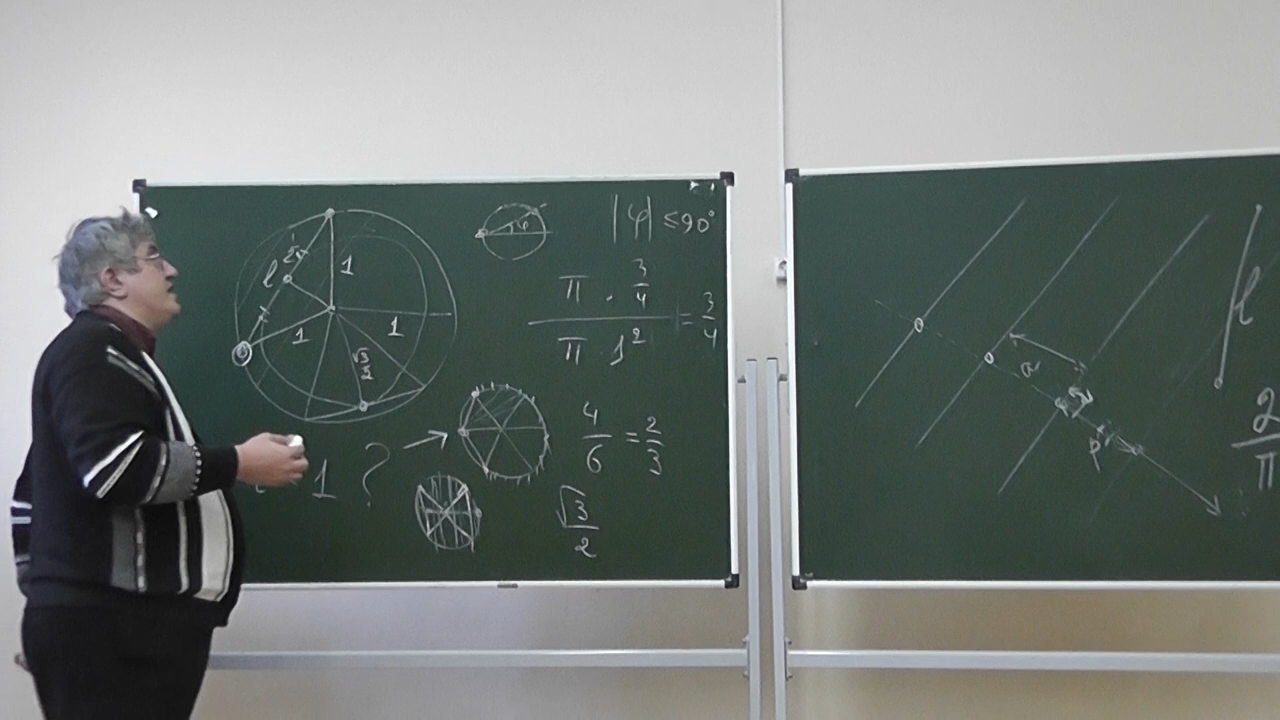 |φ| ≤ 90°
1
l
1
1
√3/2
π · 3/4 / π · 1² = 3/4
1 ?
4/6 = 2/3
√3/2
a
l
2/π